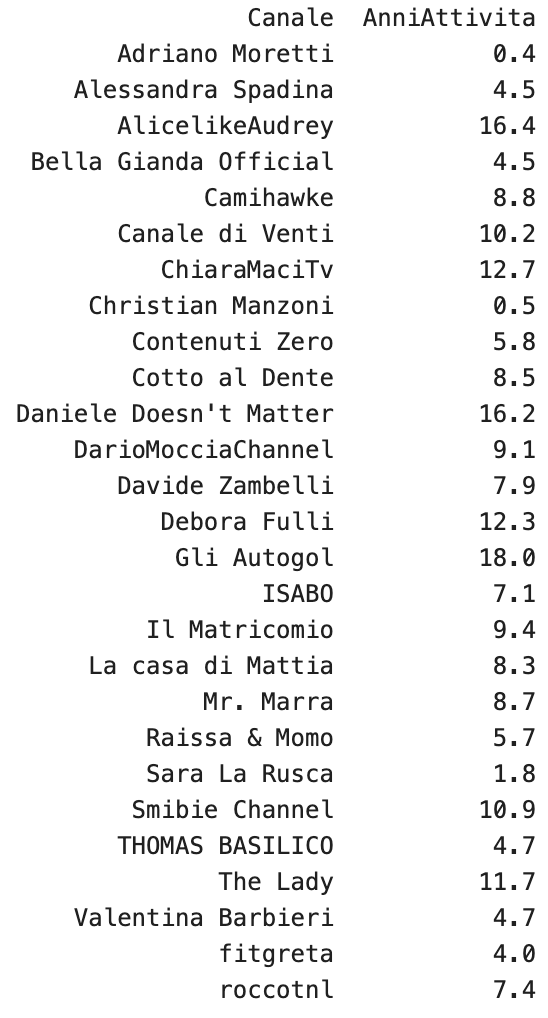 Canale AnniAttivita
Adriano Moretti 0.4
Alessandra Spadina 4.5
AlicelikeAudrey 16.4
Bella Gianda Official 4.5
Camihawke 8.8
Canale di Venti 10.2
ChiaraMaciTv 12.7
Christian Manzoni 0.5
Contenuti Zero 5.8
Cotto al Dente 8.5
Daniele Doesn't Matter 16.2
DarioMocciaChannel 9.1
Davide Zambelli 7.9
Debora Fulli 12.3
Gli Autogol 18.0
ISABO 7.1
Il Matricomio 9.4
La casa di Mattia 8.3
Mr. Marra 8.7
Raissa & Momo 5.7
Sara La Rusca 1.8
Smibie Channel 10.9
THOMAS BASILICO 4.7
The Lady 11.7
Valentina Barbieri 4.7
fitgreta 4.0
roccotnl 7.4